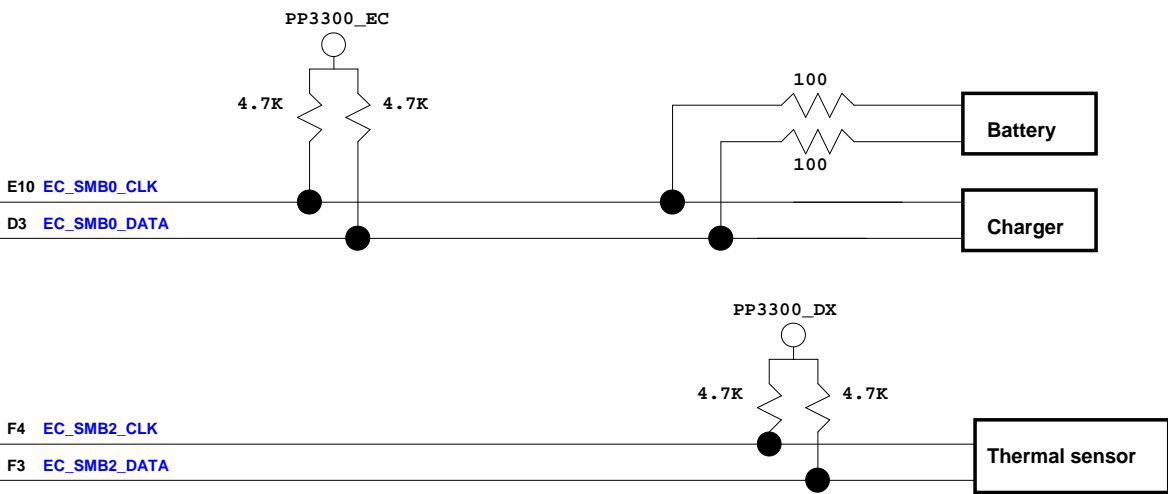 PP3300_EC
4.7K 4.7K
100
Battery
100
E10 EC_SMB0_CLK
D3 EC_SMB0_DATA
Charger
PP3300_DX
4.7K 4.7K
F4 EC_SMB2_CLK
F3 EC_SMB2_DATA
Thermal sensor